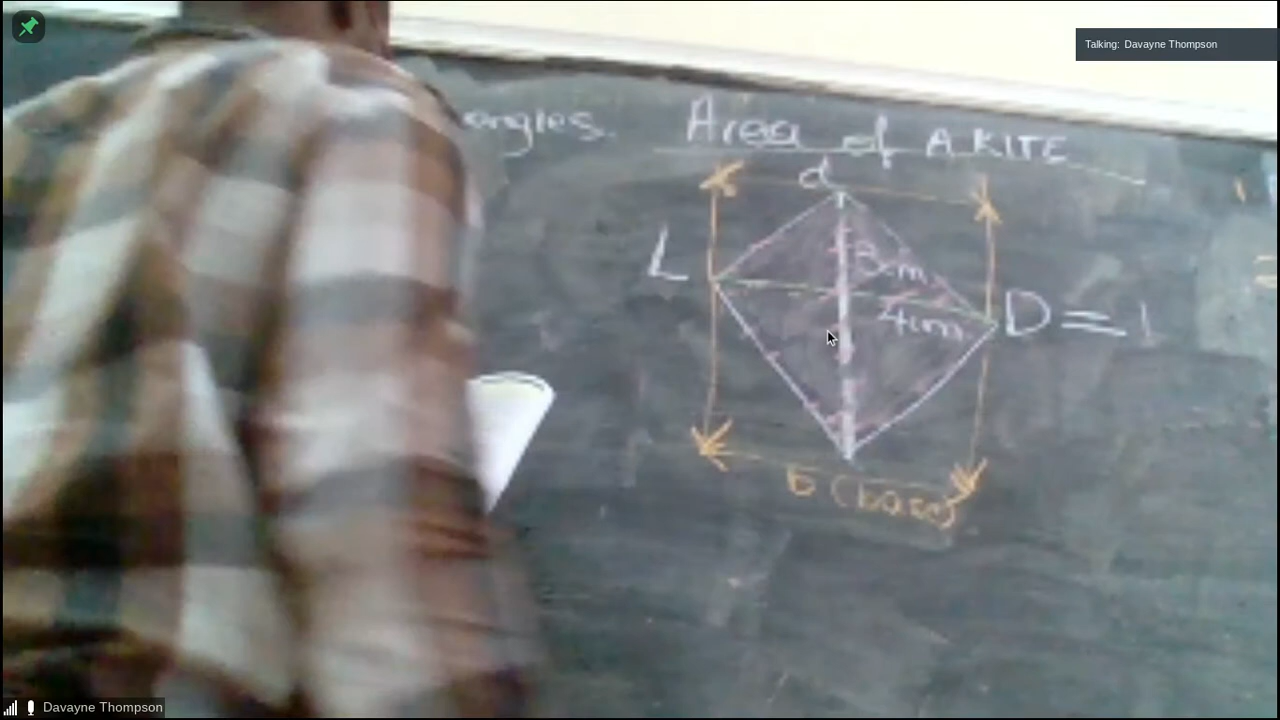 Talking: Davayne Thompson
angles. Area of A KITE
d
L
3cm
4cm
D =
b (base)
Davayne Thompson